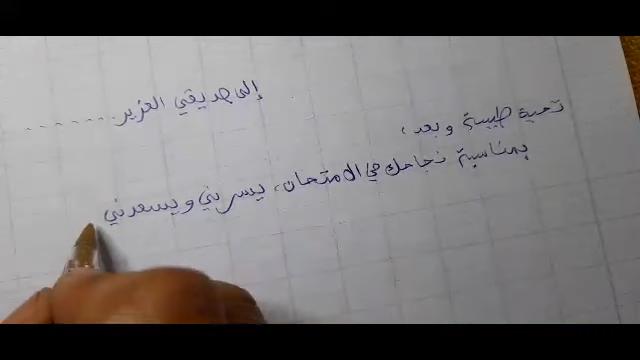 إلى صديقي العزيز.......
تحية طيبة وبعد،
بمناسبة نجاحك في الامتحان، يسرني ويسعدني